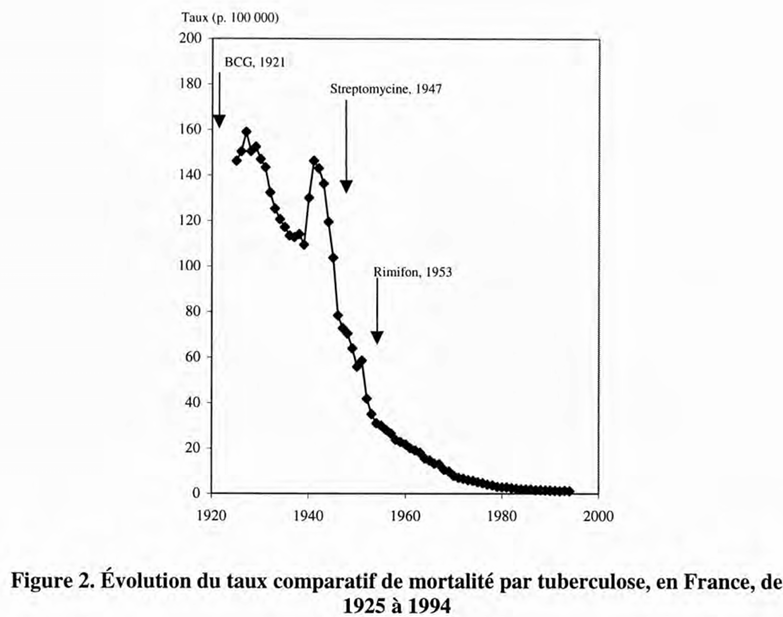 Taux (p. 100 000)
200
BCG, 1921
180
Streptomycine, 1947
160
140
120
100
Rimifon, 1953
80
60
40
20
0
1920 1940 1960 1980 2000
Figure 2. Évolution du taux comparatif de mortalité par tuberculose, en France, de
1925 à 1994